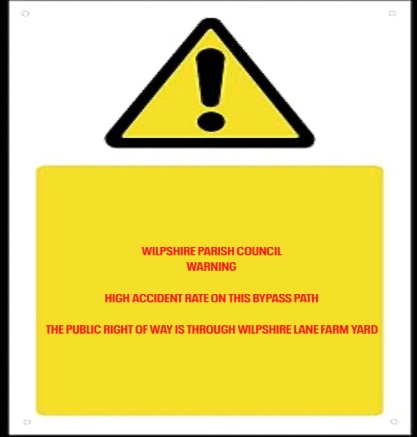 WILPSHIRE PARISH COUNCIL
WARNING
HIGH ACCIDENT RATE ON THIS BYPASS PATH
THE PUBLIC RIGHT OF WAY IS THROUGH WILPSHIRE LANE FARM YARD